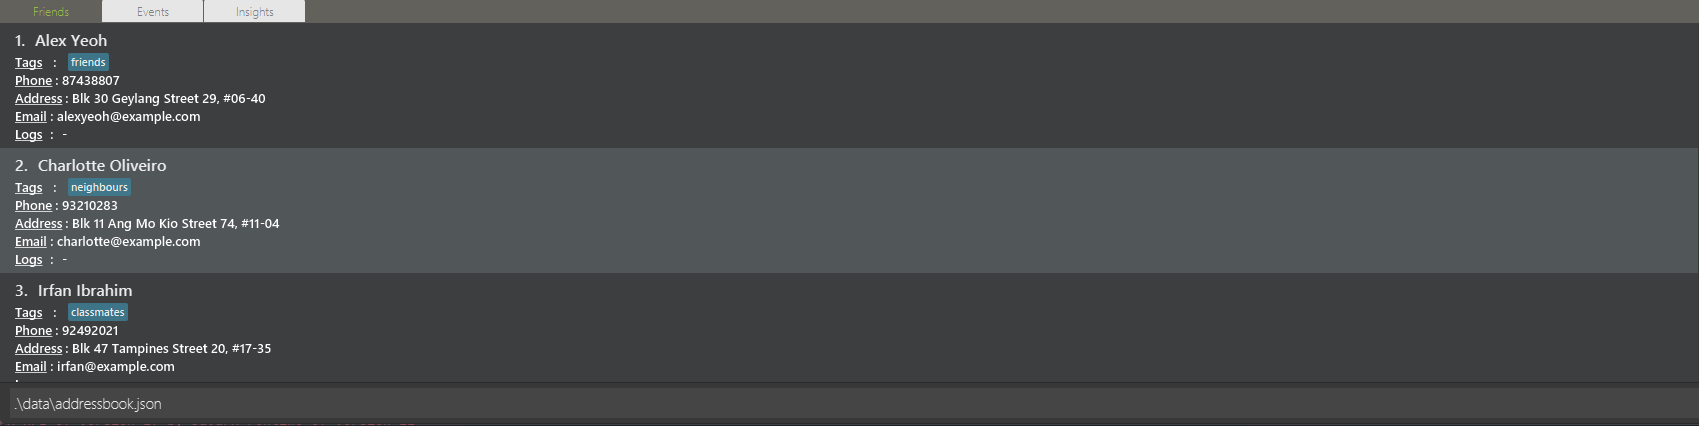 Friends Events Insights
1. Alex Yeoh
Tags : friends
Phone : 87438807
Address : Blk 30 Geylang Street 29, #06-40
Email : alexyeoh@example.com
Logs : -
2. Charlotte Oliveiro
Tags : neighbours
Phone : 93210283
Address : Blk 11 Ang Mo Kio Street 74, #11-04
Email : charlotte@example.com
Logs : -
3. Irfan Ibrahim
Tags : classmates
Phone : 92492021
Address : Blk 47 Tampines Street 20, #17-35
Email : irfan@example.com
.\data\addressbook.json